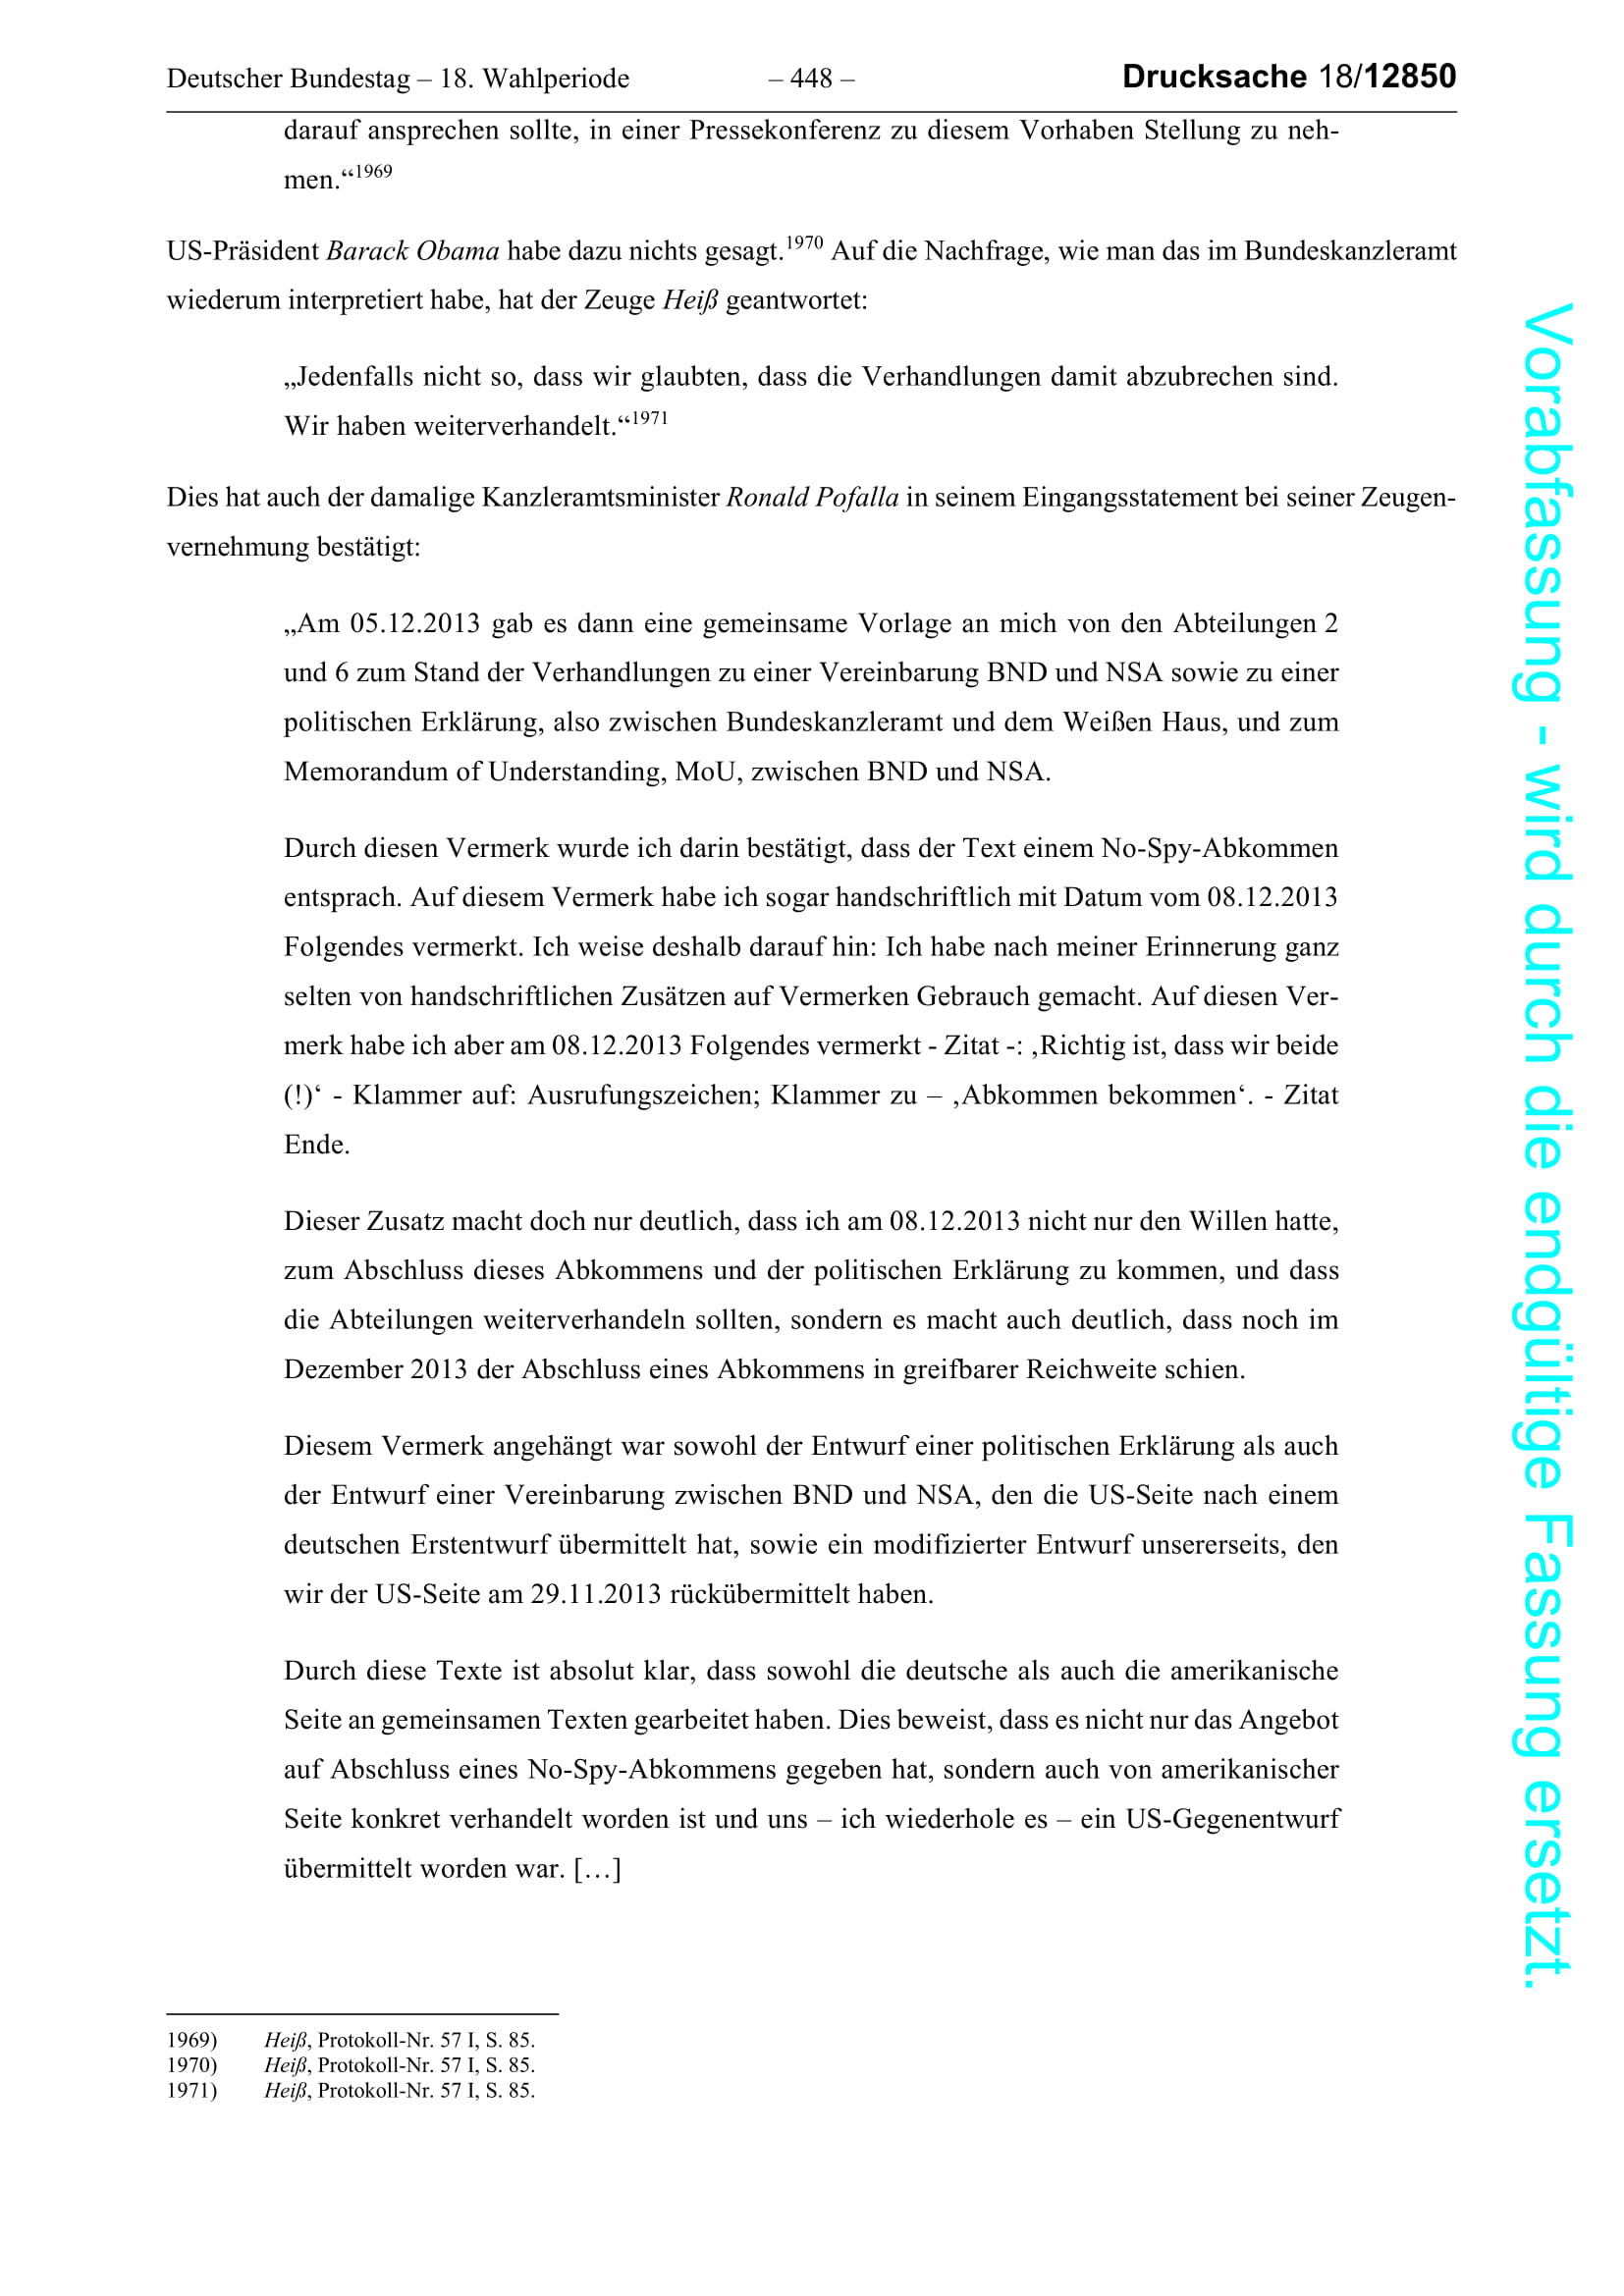 Deutscher Bundestag – 18. Wahlperiode – 448 – Drucksache 18/12850
darauf ansprechen sollte, in einer Pressekonferenz zu diesem Vorhaben Stellung zu neh-
men.“1969
US-Präsident Barack Obama habe dazu nichts gesagt.1970 Auf die Nachfrage, wie man das im Bundeskanzleramt
wiederum interpretiert habe, hat der Zeuge Heiß geantwortet:
„Jedenfalls nicht so, dass wir glaubten, dass die Verhandlungen damit abzubrechen sind.
Wir haben weiterverhandelt.“1971
Dies hat auch der damalige Kanzleramtsminister Ronald Pofalla in seinem Eingangsstatement bei seiner Zeugen-
vernehmung bestätigt:
„Am 05.12.2013 gab es dann eine gemeinsame Vorlage an mich von den Abteilungen 2
und 6 zum Stand der Verhandlungen zu einer Vereinbarung BND und NSA sowie zu einer
politischen Erklärung, also zwischen Bundeskanzleramt und dem Weißen Haus, und zum
Memorandum of Understanding, MoU, zwischen BND und NSA.
Durch diesen Vermerk wurde ich darin bestätigt, dass der Text einem No-Spy-Abkommen
entsprach. Auf diesem Vermerk habe ich sogar handschriftlich mit Datum vom 08.12.2013
Folgendes vermerkt. Ich weise deshalb darauf hin: Ich habe nach meiner Erinnerung ganz
selten von handschriftlichen Zusätzen auf Vermerken Gebrauch gemacht. Auf diesen Ver-
merk habe ich aber am 08.12.2013 Folgendes vermerkt - Zitat -: ‚Richtig ist, dass wir beide
(!)‘ - Klammer auf: Ausrufungszeichen; Klammer zu – ‚Abkommen bekommen‘. - Zitat
Ende.
Dieser Zusatz macht doch nur deutlich, dass ich am 08.12.2013 nicht nur den Willen hatte,
zum Abschluss dieses Abkommens und der politischen Erklärung zu kommen, und dass
die Abteilungen weiterverhandeln sollten, sondern es macht auch deutlich, dass noch im
Dezember 2013 der Abschluss eines Abkommens in greifbarer Reichweite schien.
Diesem Vermerk angehängt war sowohl der Entwurf einer politischen Erklärung als auch
der Entwurf einer Vereinbarung zwischen BND und NSA, den die US-Seite nach einem
deutschen Erstentwurf übermittelt hat, sowie ein modifizierter Entwurf unsererseits, den
wir der US-Seite am 29.11.2013 rückübermittelt haben.
Durch diese Texte ist absolut klar, dass sowohl die deutsche als auch die amerikanische
Seite an gemeinsamen Texten gearbeitet haben. Dies beweist, dass es nicht nur das Angebot
auf Abschluss eines No-Spy-Abkommens gegeben hat, sondern auch von amerikanischer
Seite konkret verhandelt worden ist und uns – ich wiederhole es – ein US-Gegenentwurf
übermittelt worden war. […]
1969) Heiß, Protokoll-Nr. 57 I, S. 85.
1970) Heiß, Protokoll-Nr. 57 I, S. 85.
1971) Heiß, Protokoll-Nr. 57 I, S. 85.
Vorabfassung - wird durch die endgültige Fassung ersetzt.